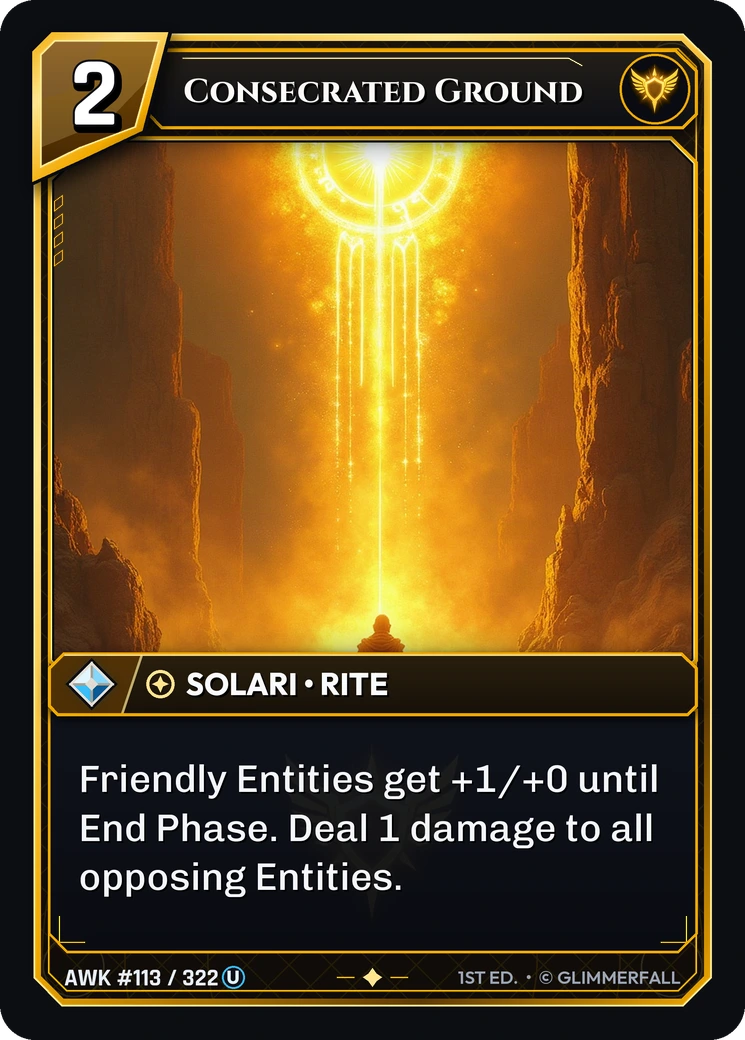 2
CONSECRATED GROUND
SOLARI • RITE
Friendly Entities get +1/+0 until
End Phase. Deal 1 damage to all
opposing Entities.
AWK #113 / 322 U
1ST ED. • © GLIMMERFALL